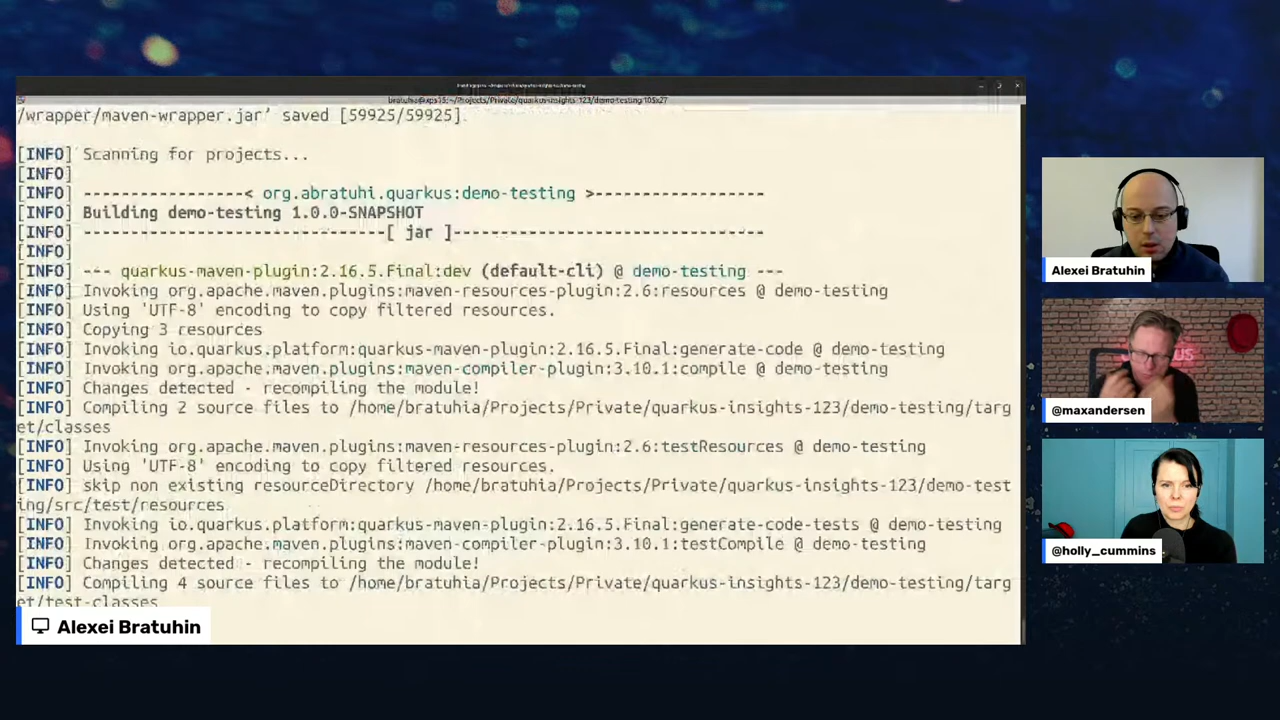 bratuhia@xps15:~/Projects/Private/quarkus-insights-123/demo-testing 105x27
/wrapper/maven-wrapper.jar’ saved [59925/59925]
[INFO] Scanning for projects...
[INFO]
[INFO] -----------------< org.abratuhi.quarkus:demo-testing >------------------
[INFO] Building demo-testing 1.0.0-SNAPSHOT
[INFO] --------------------------------[ jar ]---------------------------------
[INFO]
[INFO] --- quarkus-maven-plugin:2.16.5.Final:dev (default-cli) @ demo-testing ---
[INFO] Invoking org.apache.maven.plugins:maven-resources-plugin:2.6:resources @ demo-testing
[INFO] Using 'UTF-8' encoding to copy filtered resources.
[INFO] Copying 3 resources
[INFO] Invoking io.quarkus.platform:quarkus-maven-plugin:2.16.5.Final:generate-code @ demo-testing
[INFO] Invoking org.apache.maven.plugins:maven-compiler-plugin:3.10.1:compile @ demo-testing
[INFO] Changes detected - recompiling the module!
[INFO] Compiling 2 source files to /home/bratuhia/Projects/Private/quarkus-insights-123/demo-testing/targ
et/classes
[INFO] Invoking org.apache.maven.plugins:maven-resources-plugin:2.6:testResources @ demo-testing
[INFO] Using 'UTF-8' encoding to copy filtered resources.
[INFO] skip non existing resourceDirectory /home/bratuhia/Projects/Private/quarkus-insights-123/demo-test
ing/src/test/resources
[INFO] Invoking io.quarkus.platform:quarkus-maven-plugin:2.16.5.Final:generate-code-tests @ demo-testing
[INFO] Invoking org.apache.maven.plugins:maven-compiler-plugin:3.10.1:testCompile @ demo-testing
[INFO] Changes detected - recompiling the module!
[INFO] Compiling 4 source files to /home/bratuhia/Projects/Private/quarkus-insights-123/demo-testing/targ
et/test-classes
Alexei Bratuhin
Alexei Bratuhin
@maxandersen
@holly_cummins